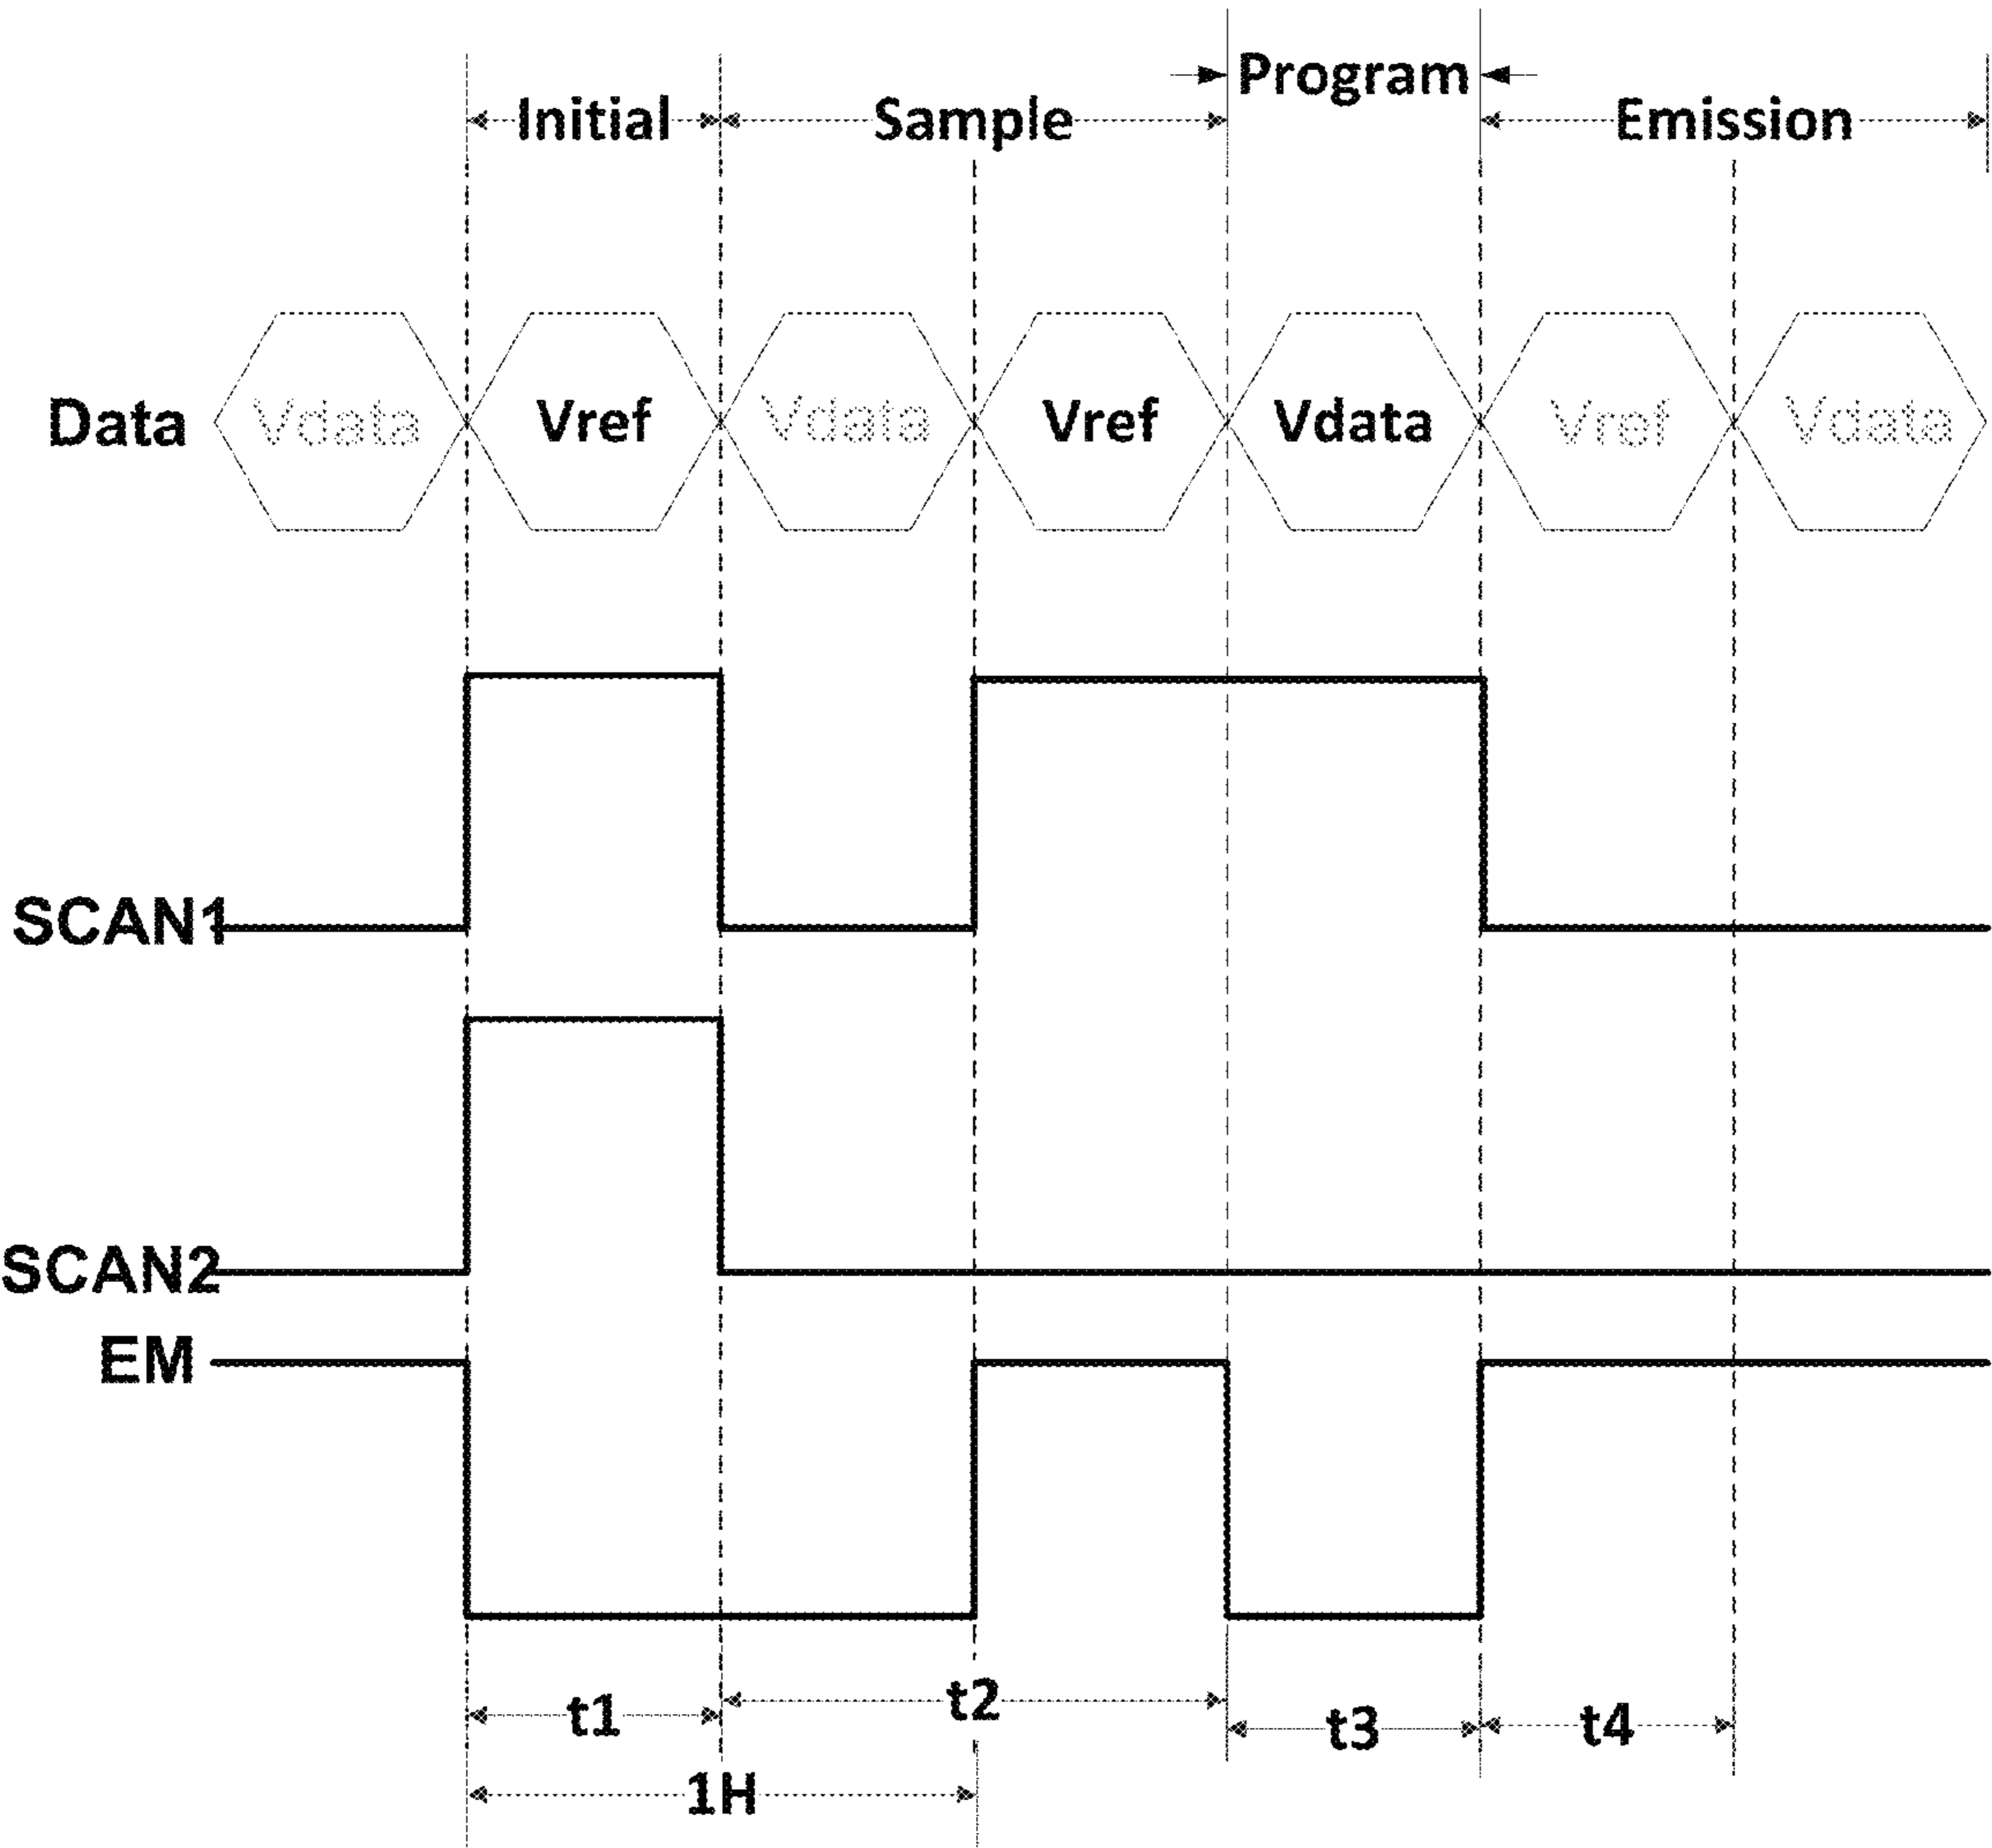 Program
Initial Sample Emission
Data Vdata Vref Vdata Vref Vdata Vref Vdata
SCAN1
SCAN2
EM
t1 t2 t3 t4
1H